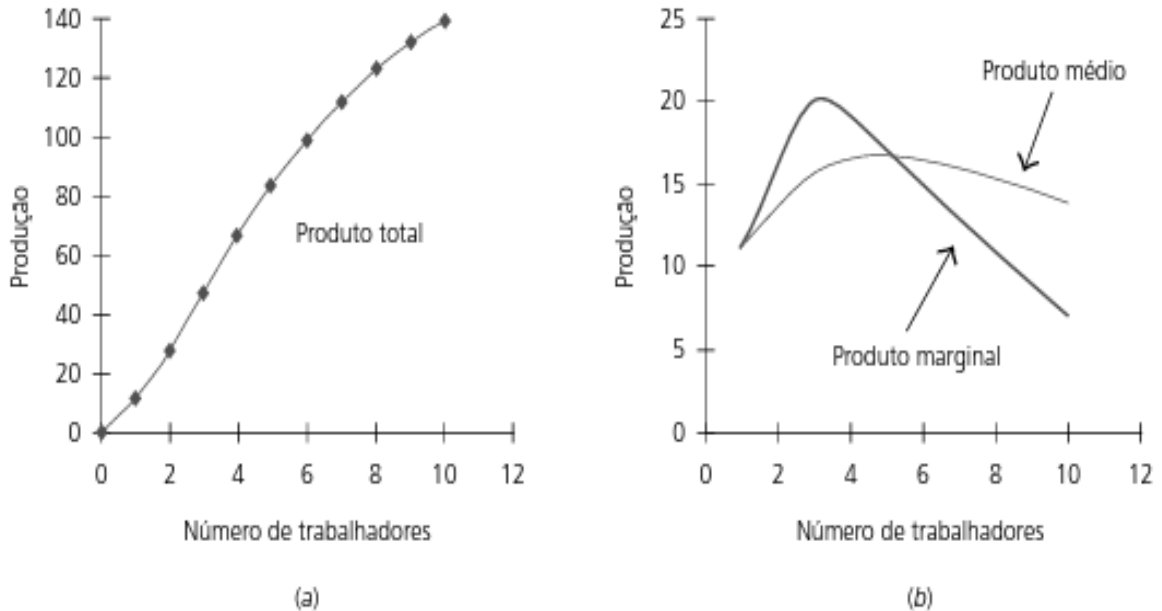 140
120
100
80
60
40
20
0
Produção
Produto total
0 2 4 6 8 10 12
Número de trabalhadores
(a)
25
20
15
10
5
0
Produção
Produto médio
Produto marginal
0 2 4 6 8 10 12
Número de trabalhadores
(b)